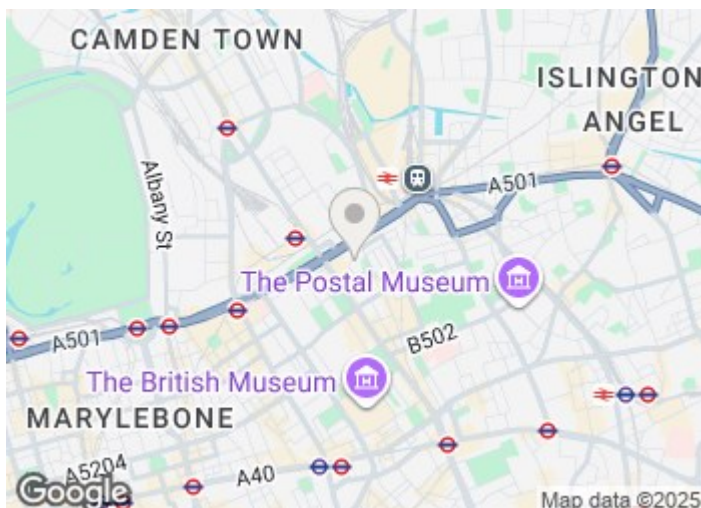 CAMDEN TOWN
ISLINGTON
ANGEL
Albany St
A501
The Postal Museum
A501
B502
The British Museum
MARYLEBONE
A5204
A40
Google
Map data ©2025